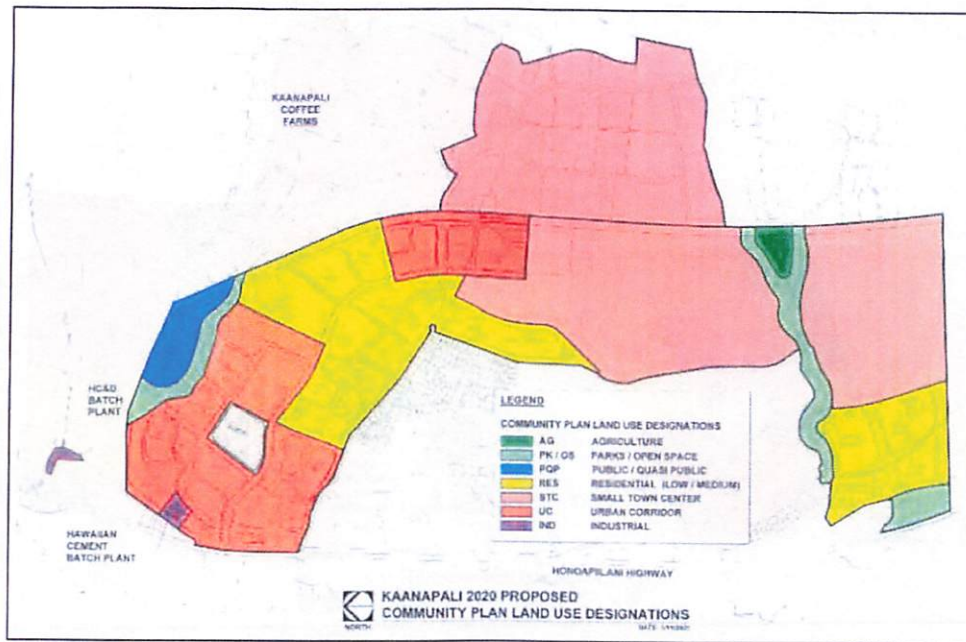 KAANAPALI
COFFEE
FARMS
HC&D
BATCH
PLANT
HAWAIIAN
CEMENT
BATCH PLANT
LEGEND
COMMUNITY PLAN LAND USE DESIGNATIONS
AG AGRICULTURE
PK / OS PARKS / OPEN SPACE
PQP PUBLIC / QUASI PUBLIC
RES RESIDENTIAL (LOW / MEDIUM)
STC SMALL TOWN CENTER
UC URBAN CORRIDOR
IND INDUSTRIAL
HONOAPIILANI HIGHWAY
KAANAPALI 2020 PROPOSED
COMMUNITY PLAN LAND USE DESIGNATIONS
NORTH
DATE: